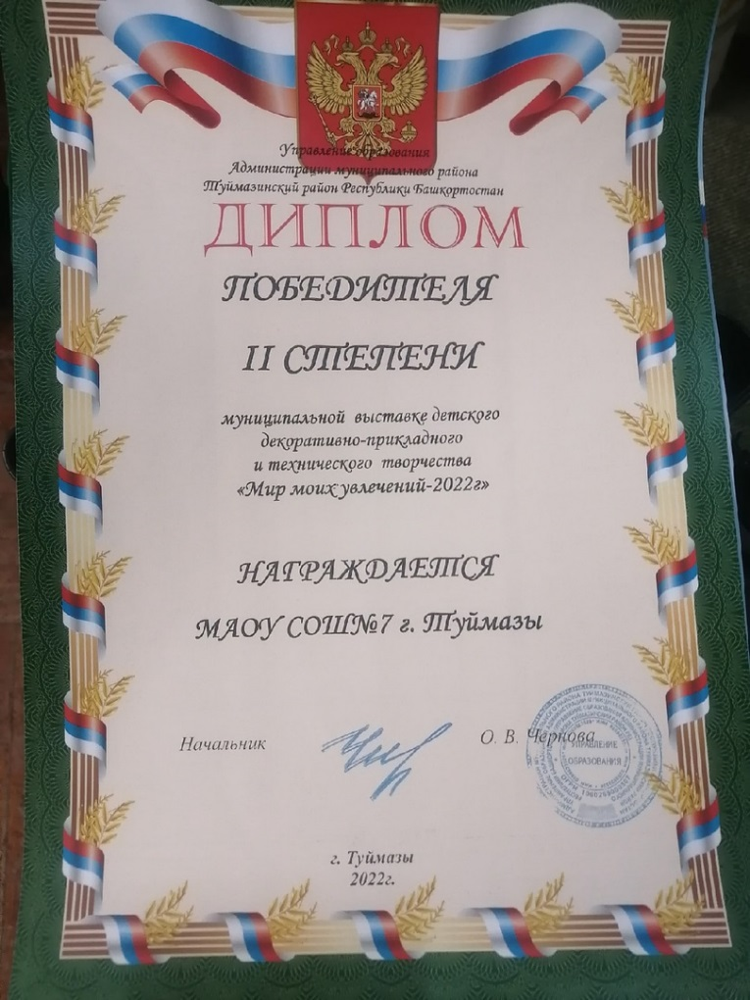 Управление образования
Администрации муниципального района
Туймазинский район Республики Башкортостан
ДИПЛОМ
ПОБЕДИТЕЛЯ
II СТЕПЕНИ
муниципальной выставке детского
декоративно-прикладного
и технического творчества
«Мир моих увлечений-2022г»
НАГРАЖДАЕТСЯ
МАОУ СОШ№7 г. Туймазы
Начальник
О. В. Чернова
УПРАВЛЕНИЕ
ОБРАЗОВАНИЯ
г. Туймазы
2022г.